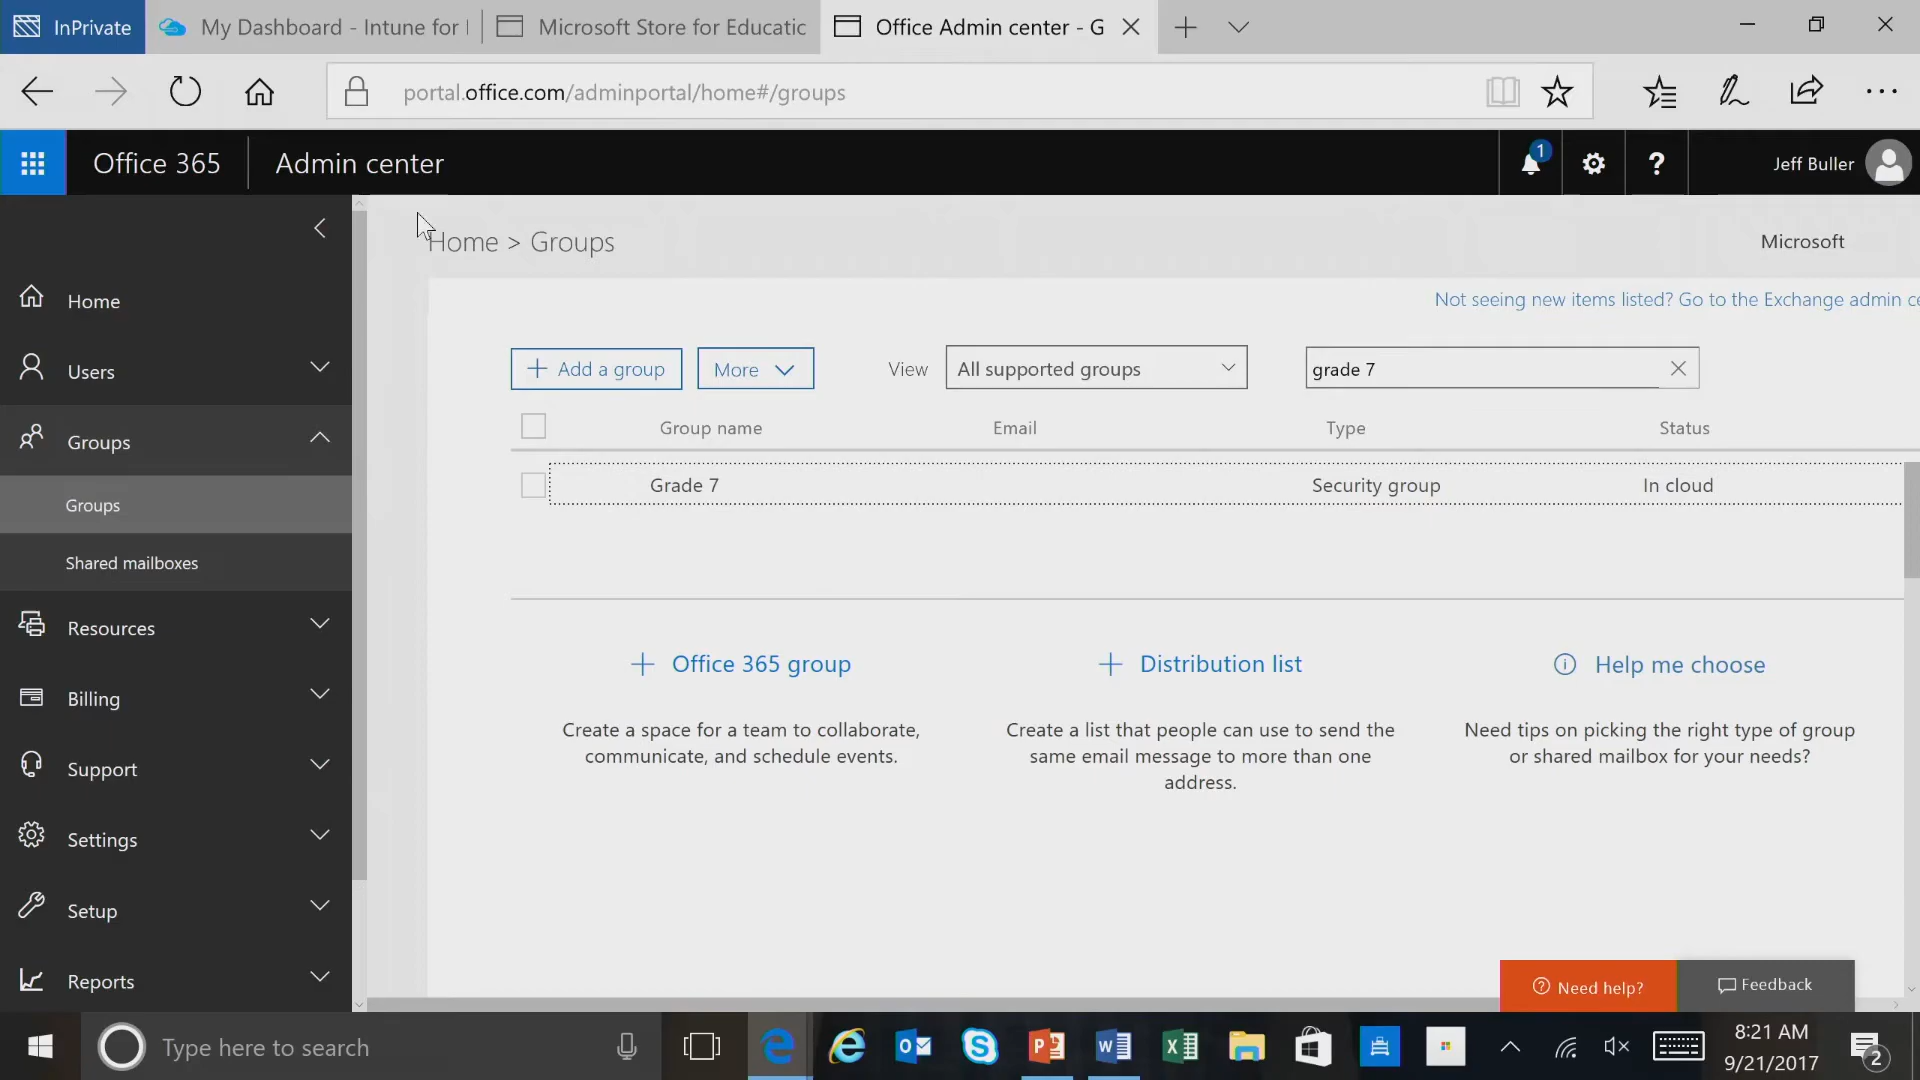 InPrivate
My Dashboard - Intune for
Microsoft Store for Educatic
Office Admin center - G
portal.office.com/adminportal/home#/groups
Office 365
Admin center
1
?
Jeff Buller
Home > Groups
Microsoft
Not seeing new items listed? Go to the Exchange admin ce
Home
Users
Groups
Groups
Shared mailboxes
Resources
Billing
Support
Settings
Setup
Reports
Add a group
More
View
All supported groups
grade 7
Group name
Email
Type
Status
Grade 7
Security group
In cloud
Office 365 group
Create a space for a team to collaborate,
communicate, and schedule events.
Distribution list
Create a list that people can use to send the
same email message to more than one
address.
Help me choose
Need tips on picking the right type of group
or shared mailbox for your needs?
Need help?
Feedback
Type here to search
8:21 AM
9/21/2017
2